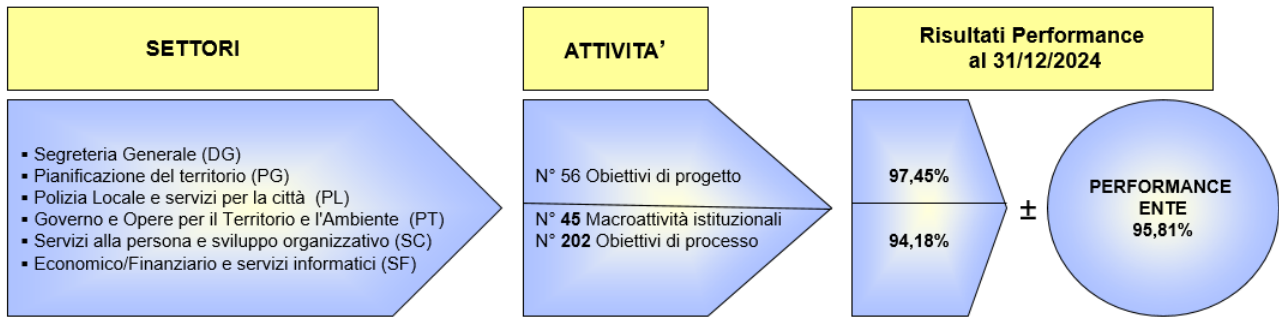 SETTORI
ATTIVITA’
Risultati Performance
al 31/12/2024
▪ Segreteria Generale (DG)
▪ Pianificazione del territorio (PG)
▪ Polizia Locale e servizi per la città (PL)
▪ Governo e Opere per il Territorio e l'Ambiente (PT)
▪ Servizi alla persona e sviluppo organizzativo (SC)
▪ Economico/Finanziario e servizi informatici (SF)
N° 56 Obiettivi di progetto
N° 45 Macroattività istituzionali
N° 202 Obiettivi di processo
97,45%
94,18%
±
PERFORMANCE
ENTE
95,81%